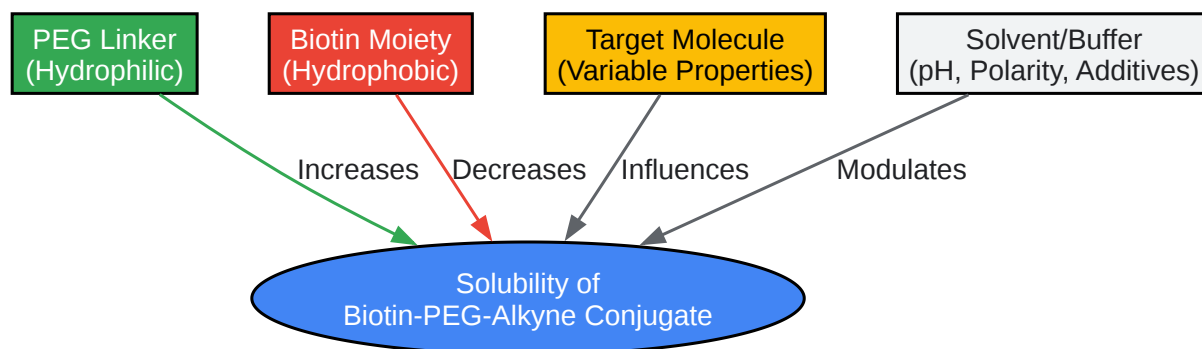 PEG Linker
(Hydrophilic)
Biotin Moiety
(Hydrophobic)
Target Molecule
(Variable Properties)
Solvent/Buffer
(pH, Polarity, Additives)
Increases
Decreases
Influences
Modulates
Solubility of
Biotin-PEG-Alkyne Conjugate